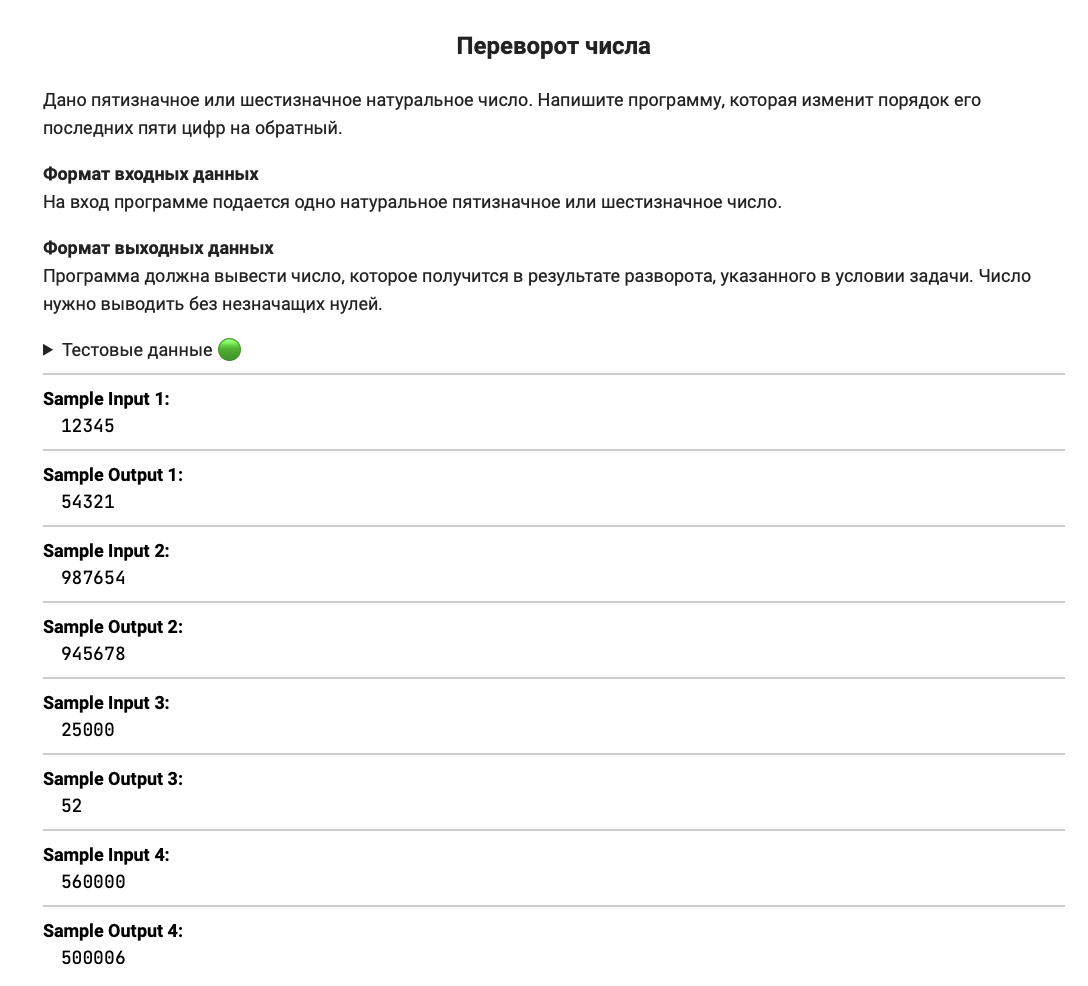 Переворот числа
Дано пятизначное или шестизначное натуральное число. Напишите программу, которая изменит порядок его
последних пяти цифр на обратный.
Формат входных данных
На вход программе подается одно натуральное пятизначное или шестизначное число.
Формат выходных данных
Программа должна вывести число, которое получится в результате разворота, указанного в условии задачи. Число
нужно выводить без незначащих нулей.
Тестовые данные
Sample Input 1:
12345
Sample Output 1:
54321
Sample Input 2:
987654
Sample Output 2:
945678
Sample Input 3:
25000
Sample Output 3:
52
Sample Input 4:
560000
Sample Output 4:
500006